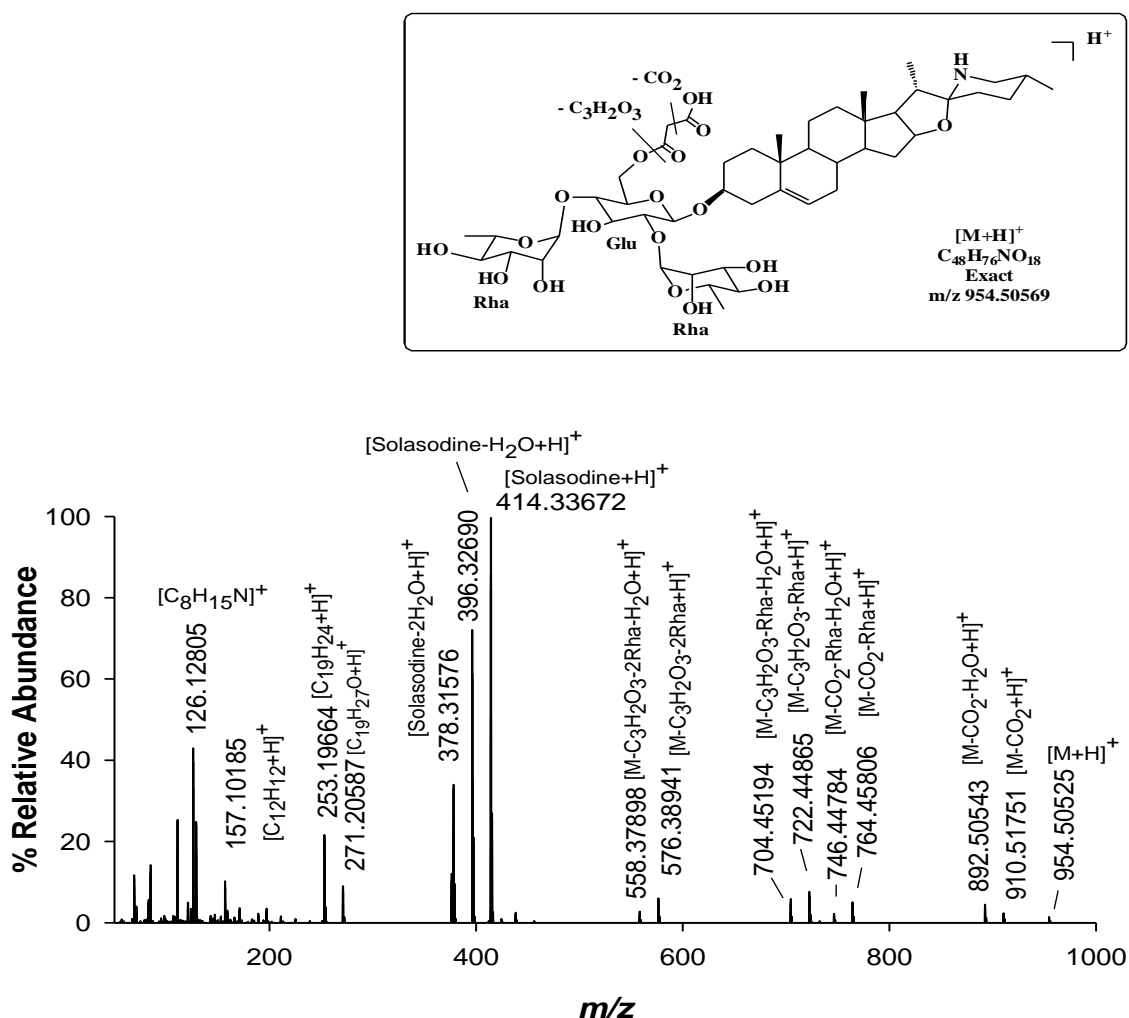 H⁺
H
N
- CO₂
OH
- C₃H₂O₃
O
O
O
O
O
O
O
HO
Glu
O
O
HO
HO
OH
Rha
O
OH
OH
OH
Rha
[M+H]⁺
C₄₈H₇₆NO₁₈
Exact
m/z 954.50569
[Solasodine-H₂O+H]⁺
[Solasodine+H]⁺
414.33672
396.32690
[Solasodine-2H₂O+H]⁺
378.31576
[C₈H₁₅N]⁺
126.12805
157.10185
[C₁₂H₁₂+H]⁺
253.19664 [C₁₉H₂₄+H]⁺
271.20587 [C₁₉H₂₇O+H]⁺
558.37898 [M-C₃H₂O₃-2Rha-H₂O+H]⁺
576.38941 [M-C₃H₂O₃-2Rha+H]⁺
704.45194 [M-C₃H₂O₃-Rha-H₂O+H]⁺
722.44865 [M-C₃H₂O₃-Rha+H]⁺
746.44784 [M-CO₂-Rha-H₂O+H]⁺
764.45806 [M-CO₂-Rha+H]⁺
892.50543 [M-CO₂-H₂O+H]⁺
910.51751 [M-CO₂+H]⁺
954.50525
[M+H]⁺
% Relative Abundance
100
80
60
40
20
0
200
400
600
800
1000
m/z